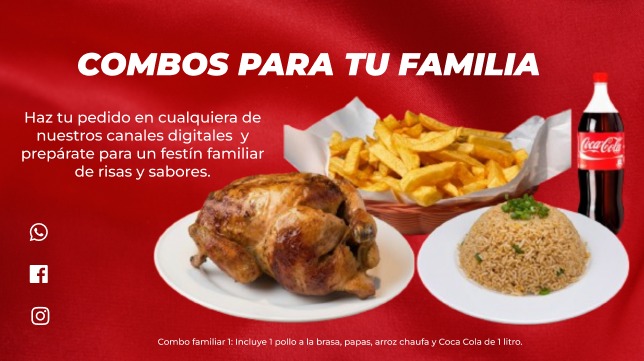 COMBOS PARA TU FAMILIA
Haz tu pedido en cualquiera de
nuestros canales digitales y
prepárate para un festín familiar
de risas y sabores.
Coca-Cola
Combo familiar 1: Incluye 1 pollo a la brasa, papas, arroz chaufa y Coca Cola de 1 litro.